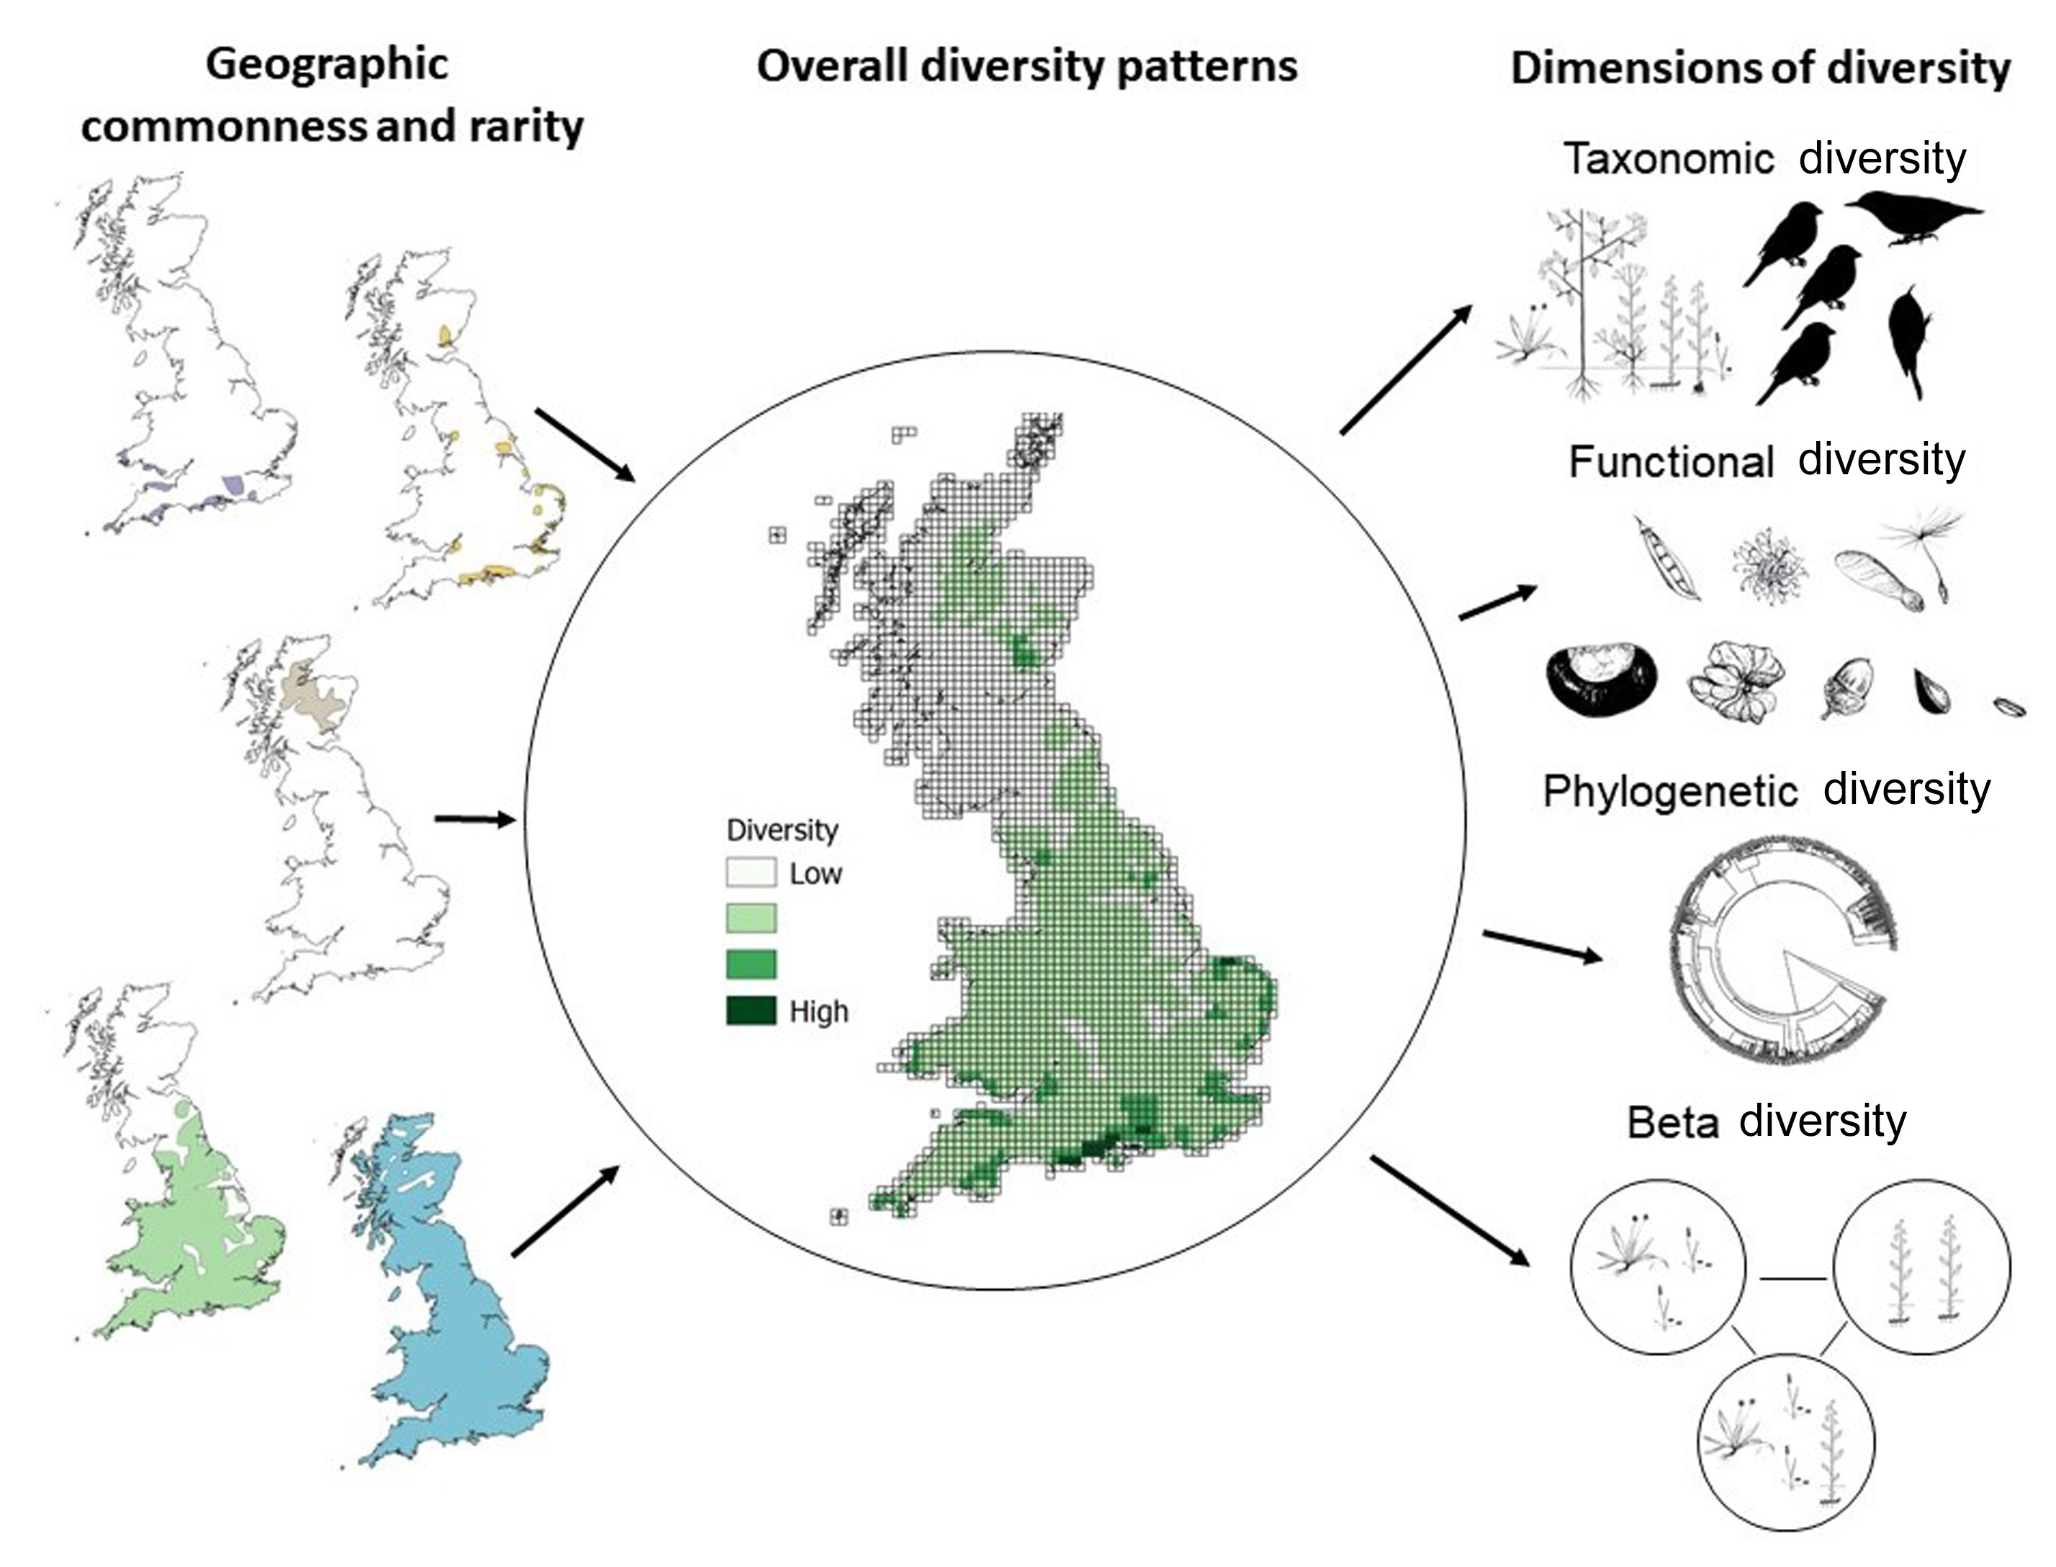 Geographic
commonness and rarity
Overall diversity patterns
Diversity
Low
High
Dimensions of diversity
Taxonomic diversity
Functional diversity
Phylogenetic diversity
Beta diversity